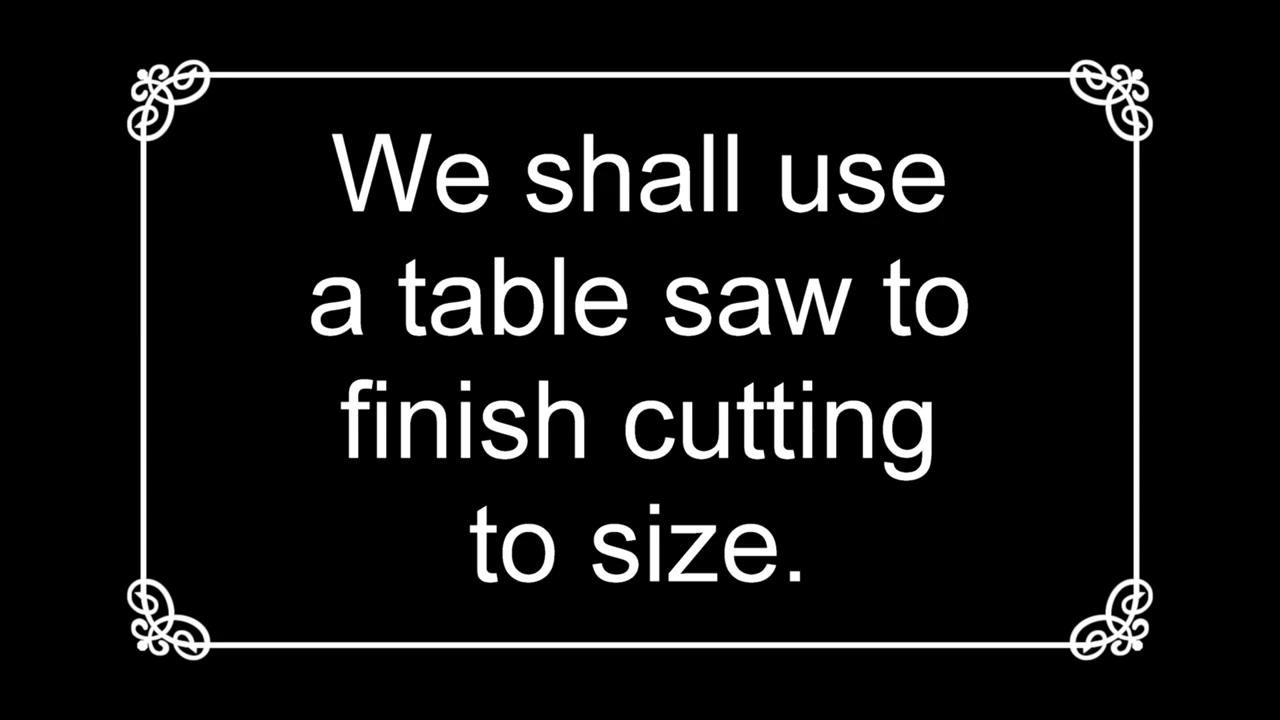 We shall use
a table saw to
finish cutting
to size.